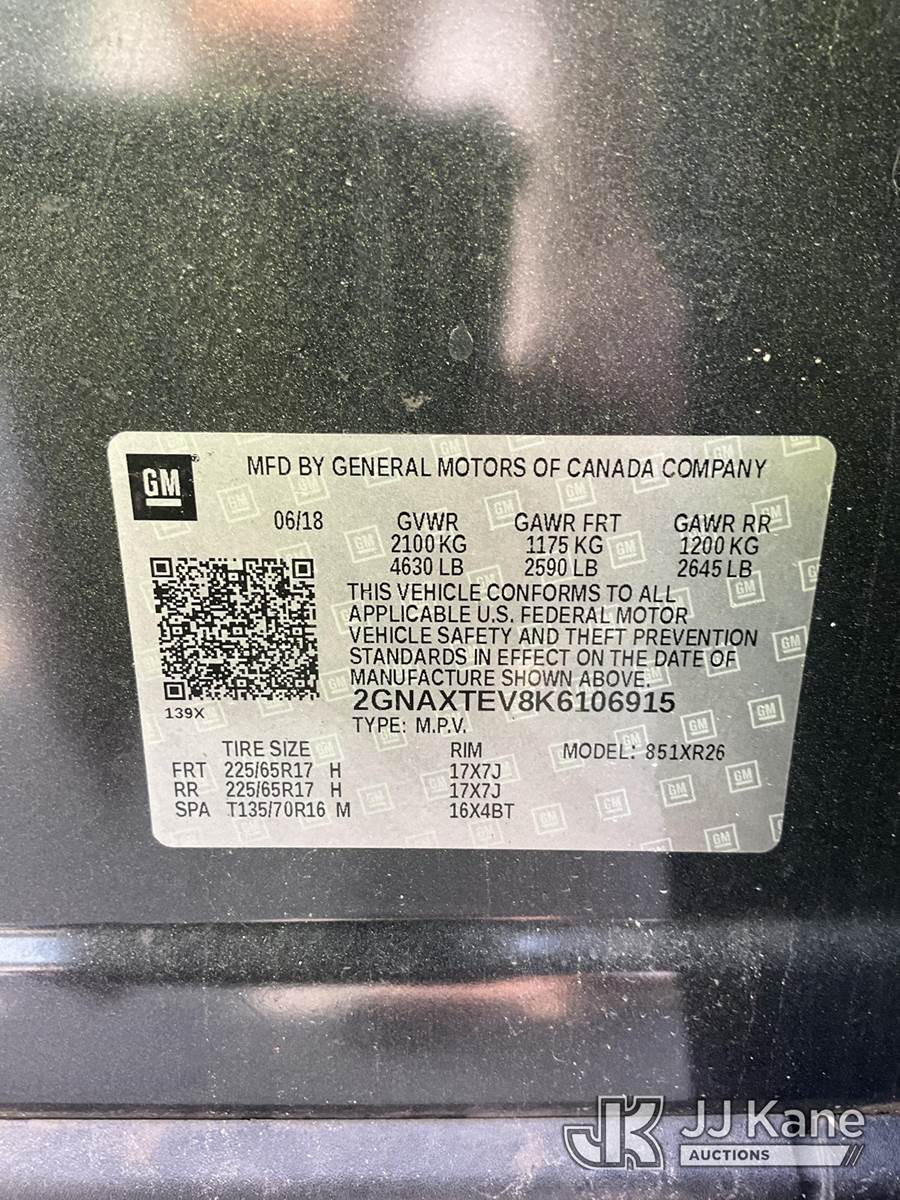 GM
MFD BY GENERAL MOTORS OF CANADA COMPANY
06/18 GVWR GAWR FRT GAWR RR
2100 KG 1175 KG 1200 KG
4630 LB 2590 LB 2645 LB
THIS VEHICLE CONFORMS TO ALL
APPLICABLE U.S. FEDERAL MOTOR
VEHICLE SAFETY AND THEFT PREVENTION
STANDARDS IN EFFECT ON THE DATE OF
MANUFACTURE SHOWN ABOVE.
2GNAXTEV8K6106915
139X
TYPE: M.P.V.
TIRE SIZE RIM MODEL: 851XR26
FRT 225/65R17 H 17X7J
RR 225/65R17 H 17X7J
SPA T135/70R16 M 16X4BT
JK JJ Kane
AUCTIONS